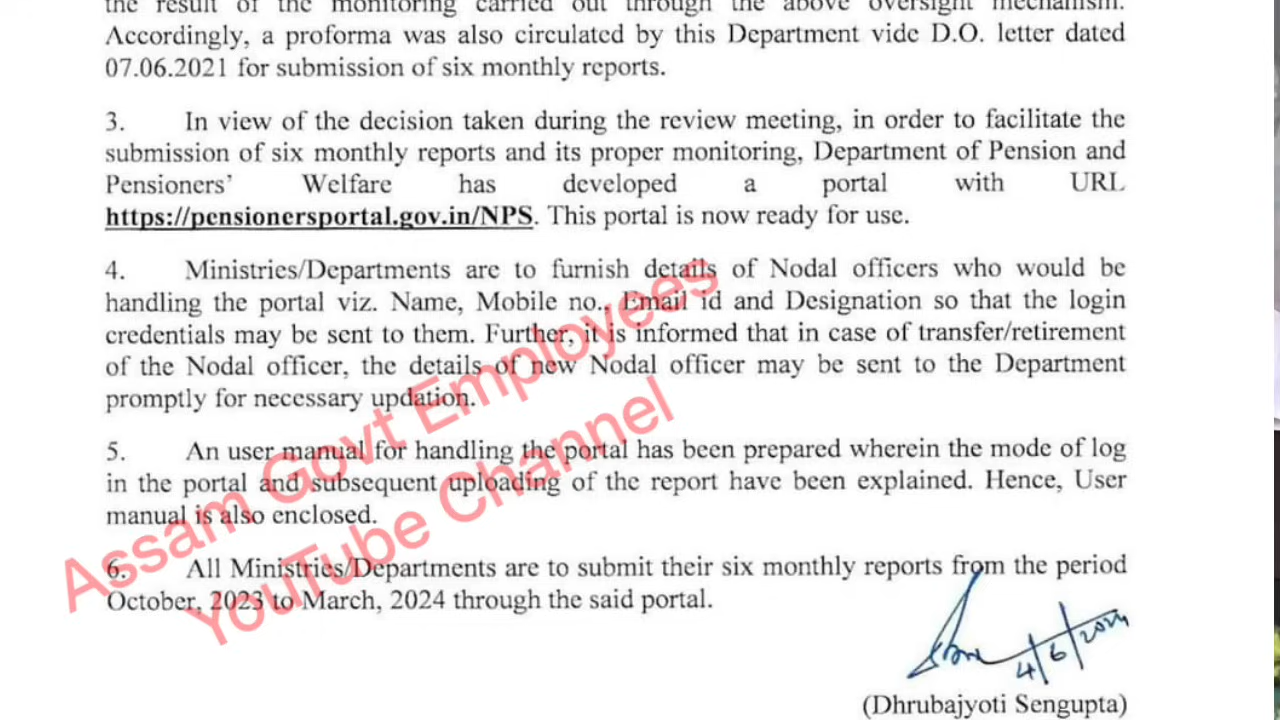 the result of the monitoring carried out through the above oversight mechanism.
Accordingly, a proforma was also circulated by this Department vide D.O. letter dated
07.06.2021 for submission of six monthly reports.
3. In view of the decision taken during the review meeting, in order to facilitate the
submission of six monthly reports and its proper monitoring, Department of Pension and
Pensioners’ Welfare has developed a portal with URL
https://pensionersportal.gov.in/NPS. This portal is now ready for use.
4. Ministries/Departments are to furnish details of Nodal officers who would be
handling the portal viz. Name, Mobile no., Email id and Designation so that the login
credentials may be sent to them. Further, it is informed that in case of transfer/retirement
of the Nodal officer, the details of new Nodal officer may be sent to the Department
promptly for necessary updation.
5. An user manual for handling the portal has been prepared wherein the mode of log
in the portal and subsequent uploading of the report have been explained. Hence, User
manual is also enclosed.
6. All Ministries/Departments are to submit their six monthly reports from the period
October, 2023 to March, 2024 through the said portal.
4/6/2024
(Dhrubajyoti Sengupta)
Assam Govt Employees
YouTube Channel